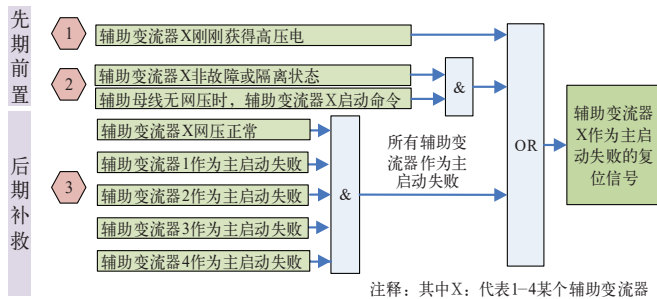 先期前置
1
辅助变流器X刚刚获得高压电
2
辅助变流器X非故障或隔离状态
辅助母线无网压时，辅助变流器X启动命令
&
后期补救
3
辅助变流器X网压正常
辅助变流器1作为主启动失败
辅助变流器2作为主启动失败
辅助变流器3作为主启动失败
辅助变流器4作为主启动失败
&
所有辅助变
流器作为主
启动失败
OR
辅助变流器
X作为主启
动失败的复
位信号
注释：其中X：代表1-4某个辅助变流器